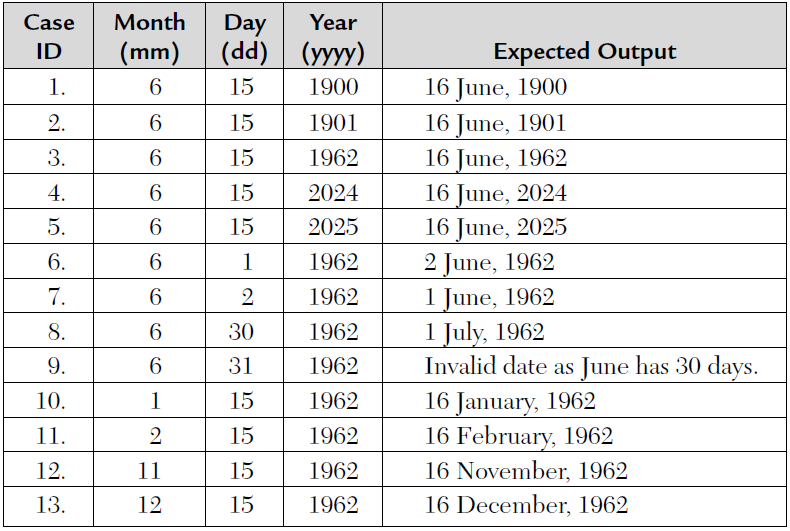 Case ID Month (mm) Day (dd) Year (yyyy) Expected Output
1. 6 15 1900 16 June, 1900
2. 6 15 1901 16 June, 1901
3. 6 15 1962 16 June, 1962
4. 6 15 2024 16 June, 2024
5. 6 15 2025 16 June, 2025
6. 6 1 1962 2 June, 1962
7. 6 2 1962 1 June, 1962
8. 6 30 1962 1 July, 1962
9. 6 31 1962 Invalid date as June has 30 days.
10. 1 15 1962 16 January, 1962
11. 2 15 1962 16 February, 1962
12. 11 15 1962 16 November, 1962
13. 12 15 1962 16 December, 1962